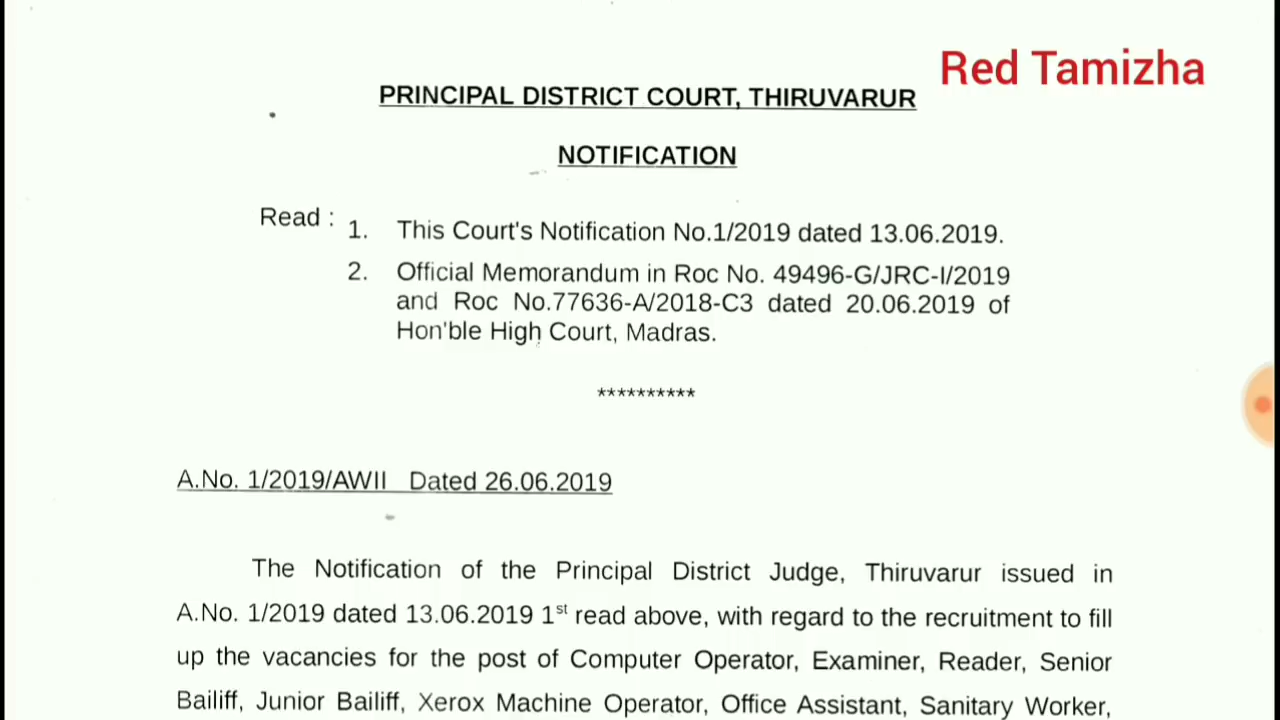 Red Tamizha
PRINCIPAL DISTRICT COURT, THIRUVARUR
NOTIFICATION
Read : 1. This Court's Notification No.1/2019 dated 13.06.2019.
2. Official Memorandum in Roc No. 49496-G/JRC-I/2019
and Roc No.77636-A/2018-C3 dated 20.06.2019 of
Hon'ble High Court, Madras.
**********
A.No. 1/2019/AWII Dated 26.06.2019
The Notification of the Principal District Judge, Thiruvarur issued in
A.No. 1/2019 dated 13.06.2019 1st read above, with regard to the recruitment to fill
up the vacancies for the post of Computer Operator, Examiner, Reader, Senior
Bailiff, Junior Bailiff, Xerox Machine Operator, Office Assistant, Sanitary Worker,